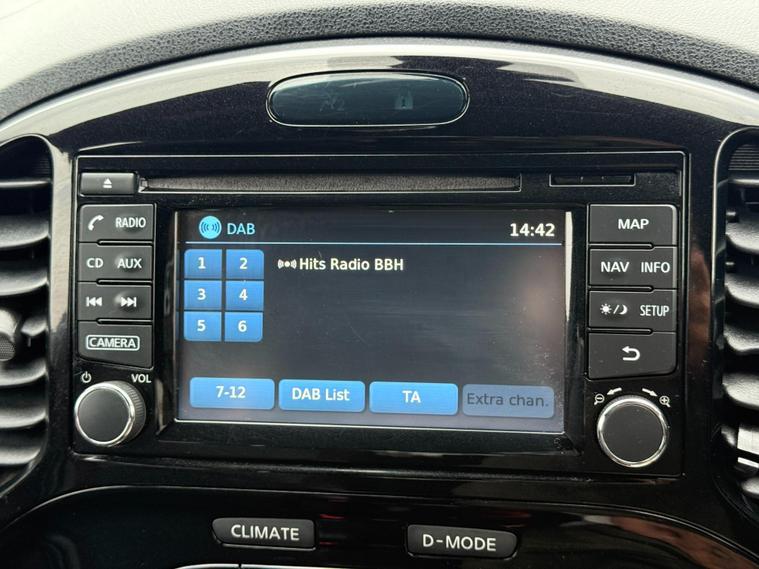 DAB 14:42
1 2 Hits Radio BBH
3 4
5 6
7-12 DAB List TA Extra chan.
RADIO
CD AUX
CAMERA
VOL
MAP
NAV INFO
SETUP
CLIMATE D-MODE